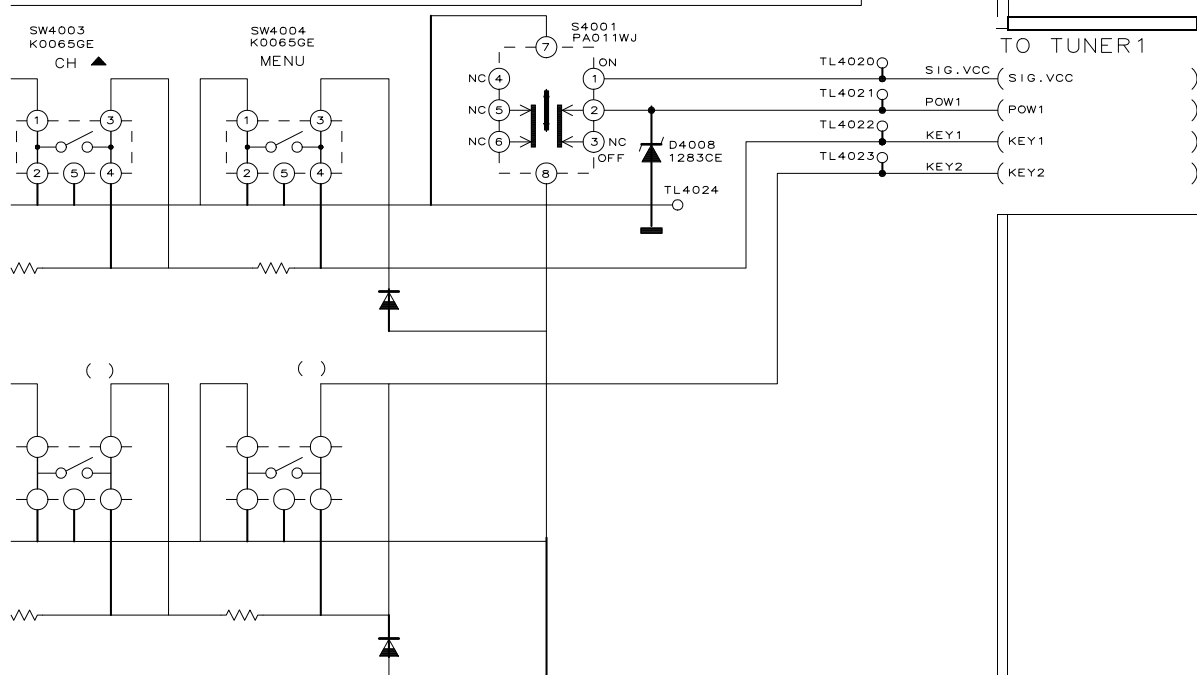 SW4003
K0065GE
CH ▲
SW4004
K0065GE
MENU
S4001
PA011WJ
7
ON
NC 4
1
NC 5
2
NC 6
3 NC
OFF
8
1
3
2
5
4
1
3
2
5
4
D4008
1283CE
TL4024
TL4020
TL4021
TL4022
TL4023
SIG.VCC
POW1
KEY1
KEY2
TO TUNER1
( SIG.VCC )
( POW1 )
( KEY1 )
( KEY2 )
( )
( )